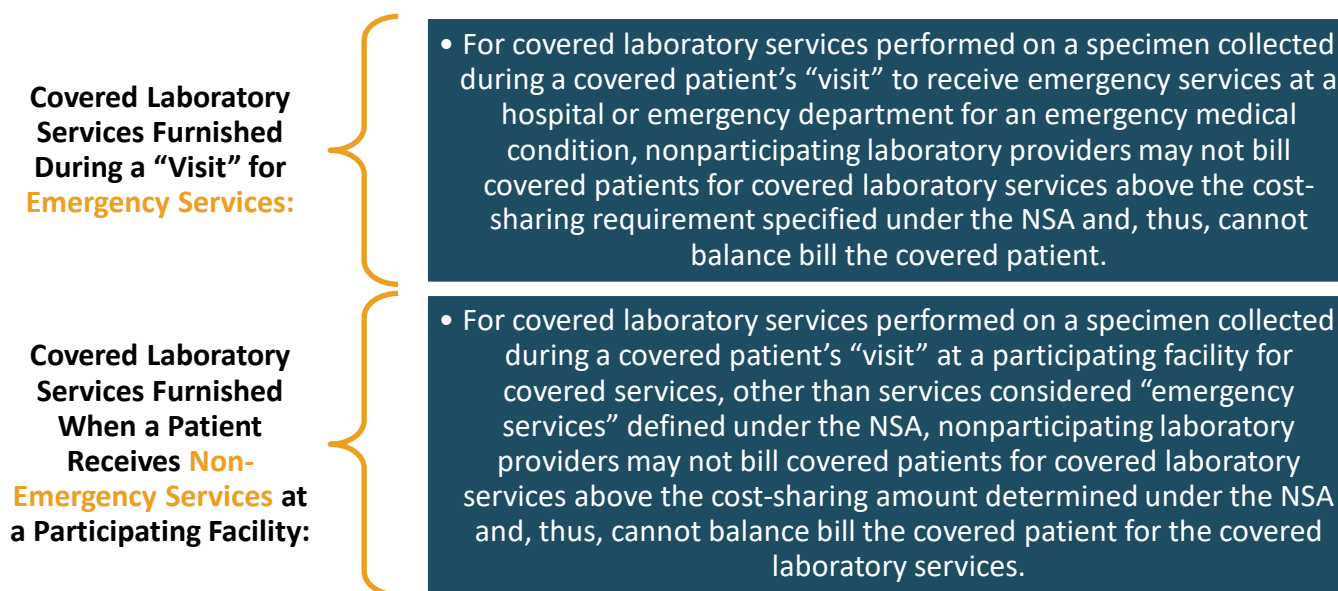 Covered Laboratory
Services Furnished
During a “Visit” for
Emergency Services:
• For covered laboratory services performed on a specimen collected
during a covered patient’s “visit” to receive emergency services at a
hospital or emergency department for an emergency medical
condition, nonparticipating laboratory providers may not bill
covered patients for covered laboratory services above the cost-
sharing requirement specified under the NSA and, thus, cannot
balance bill the covered patient.
Covered Laboratory
Services Furnished
When a Patient
Receives Non-
Emergency Services at
a Participating Facility:
• For covered laboratory services performed on a specimen collected
during a covered patient’s “visit” at a participating facility for
covered services, other than services considered “emergency
services” defined under the NSA, nonparticipating laboratory
providers may not bill covered patients for covered laboratory
services above the cost-sharing amount determined under the NSA
and, thus, cannot balance bill the covered patient for the covered
laboratory services.